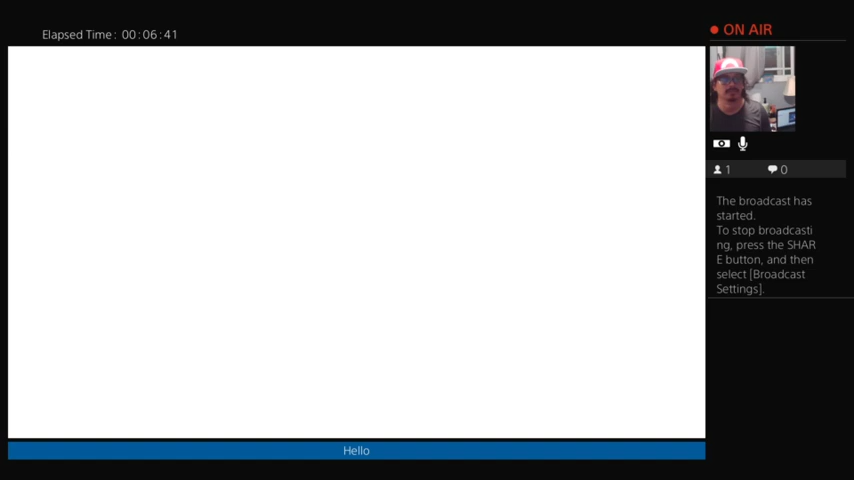 Elapsed Time: 00:06:41
ON AIR
1 0
The broadcast has
started.
To stop broadcasti
ng, press the SHAR
E button, and then
select [Broadcast
Settings].
Hello